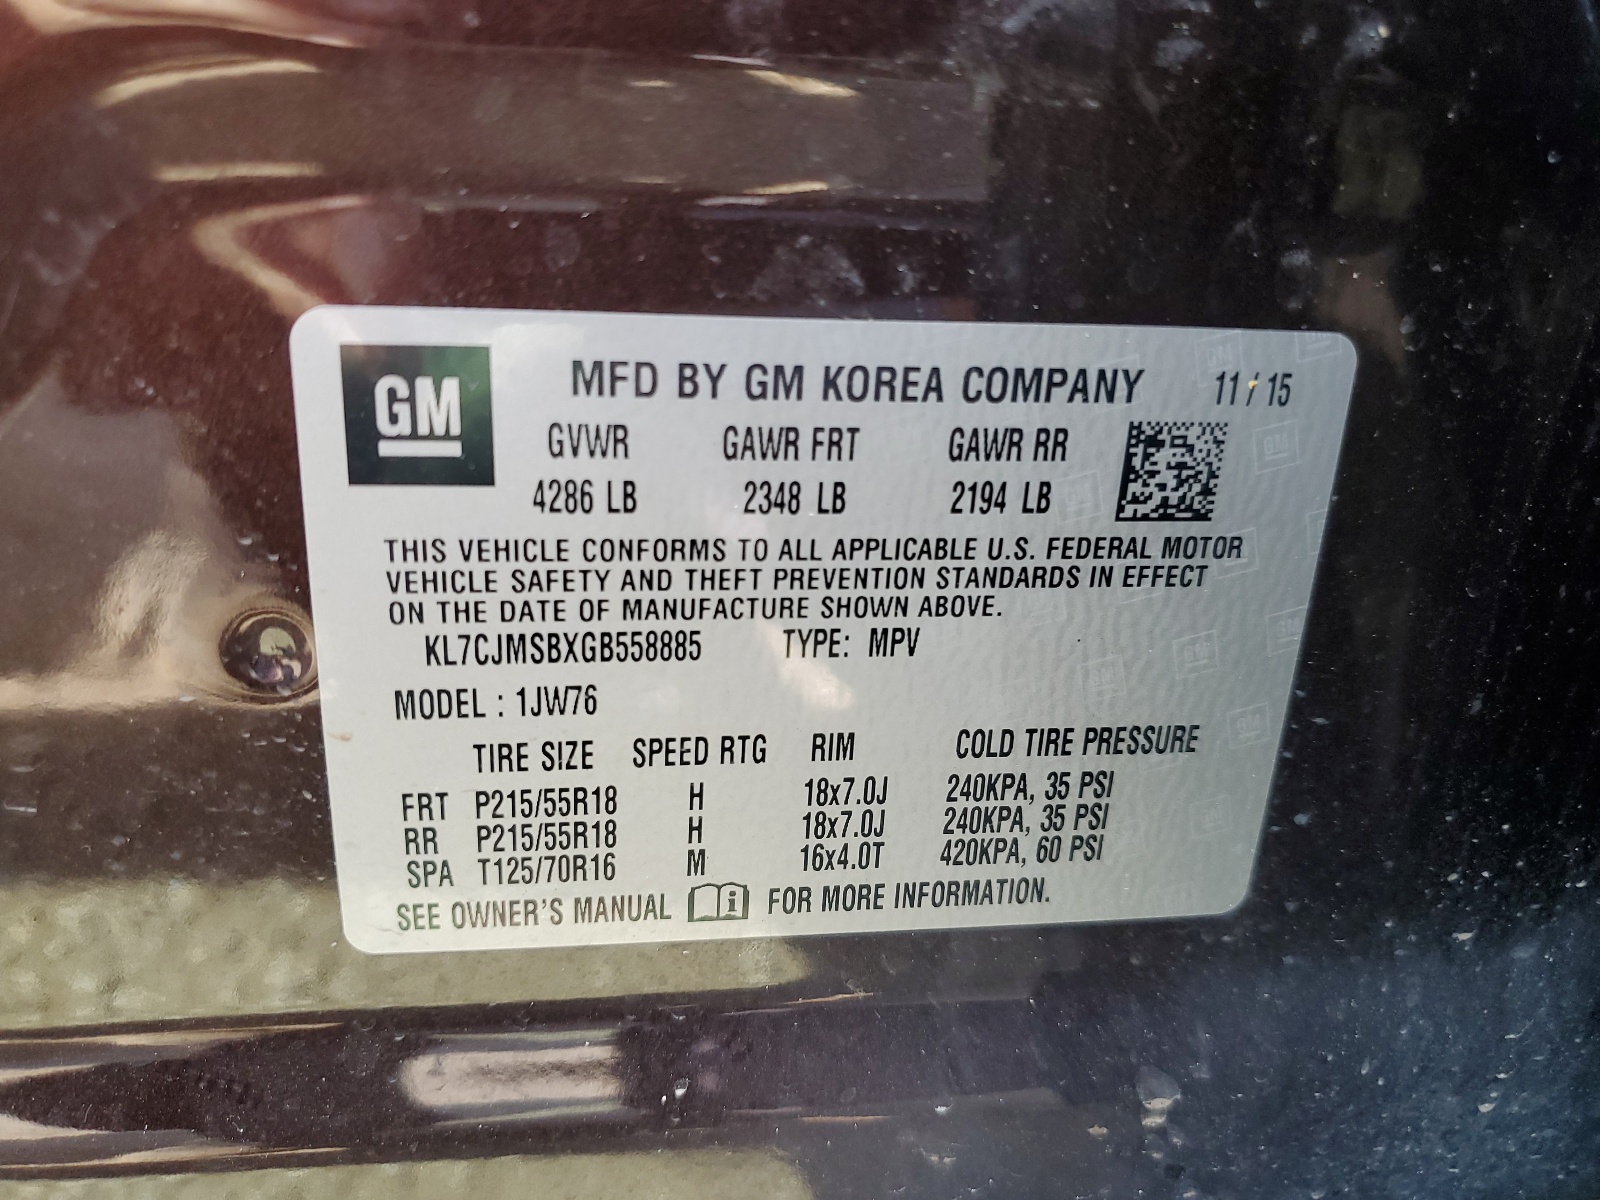 GM
MFD BY GM KOREA COMPANY 11/15
GVWR GAWR FRT GAWR RR
4286 LB 2348 LB 2194 LB
THIS VEHICLE CONFORMS TO ALL APPLICABLE U.S. FEDERAL MOTOR
VEHICLE SAFETY AND THEFT PREVENTION STANDARDS IN EFFECT
ON THE DATE OF MANUFACTURE SHOWN ABOVE.
KL7CJMSBXGB558885 TYPE: MPV
MODEL : 1JW76
TIRE SIZE SPEED RTG RIM COLD TIRE PRESSURE
FRT P215/55R18 H 18x7.0J 240KPA, 35 PSI
RR P215/55R18 H 18x7.0J 240KPA, 35 PSI
SPA T125/70R16 M 16x4.0T 420KPA, 60 PSI
SEE OWNER'S MANUAL i FOR MORE INFORMATION.